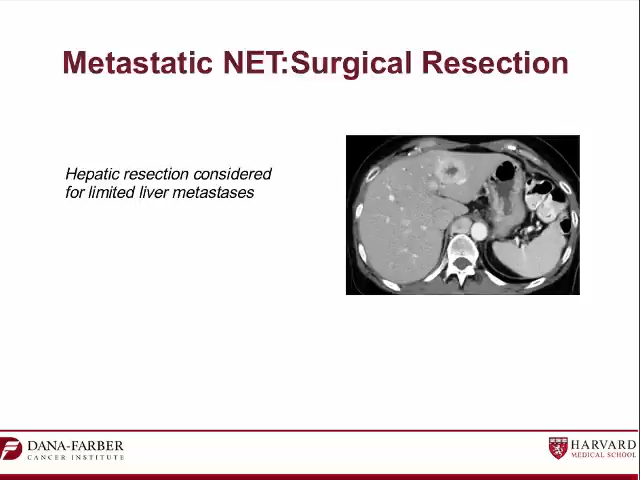 Metastatic NET:Surgical Resection
Hepatic resection considered
for limited liver metastases
DANA-FARBER
CANCER INSTITUTE
HARVARD
MEDICAL SCHOOL